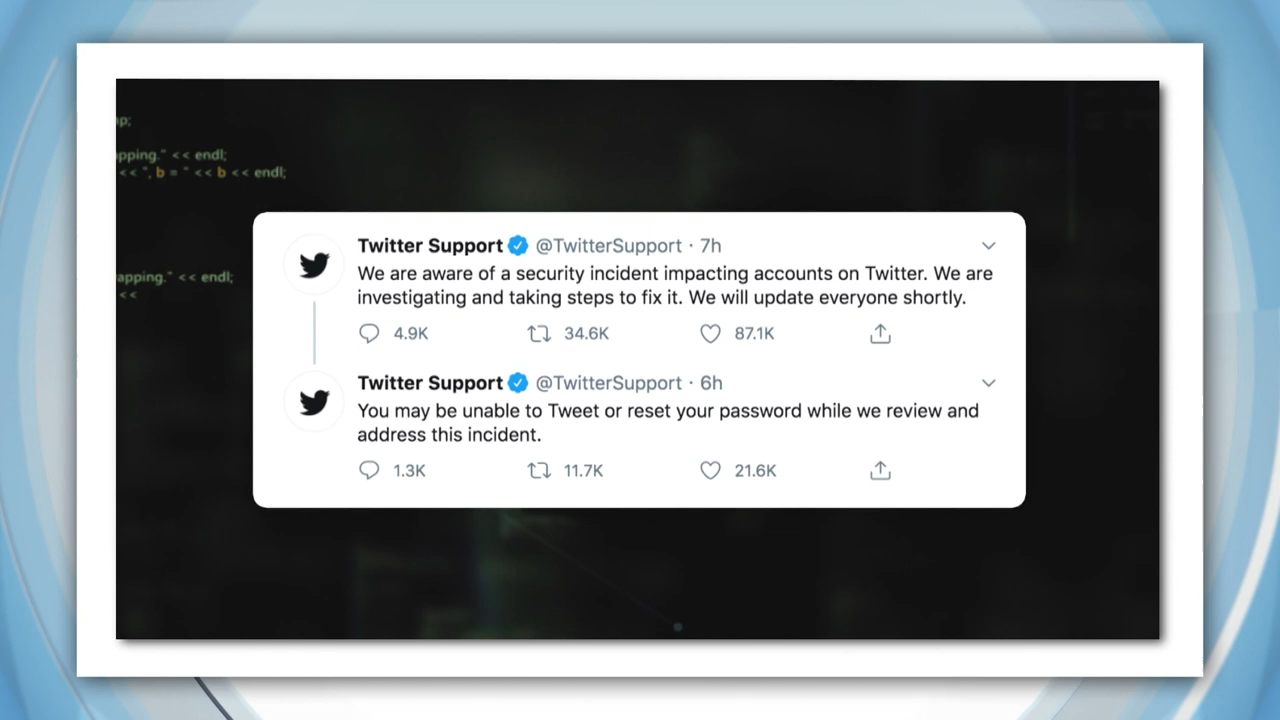 p;
pping." << endl;
<< ", b = " << b << endl;
apping." << endl;
<<
Twitter Support @TwitterSupport · 7h
We are aware of a security incident impacting accounts on Twitter. We are
investigating and taking steps to fix it. We will update everyone shortly.
4.9K 34.6K 87.1K
Twitter Support @TwitterSupport · 6h
You may be unable to Tweet or reset your password while we review and
address this incident.
1.3K 11.7K 21.6K